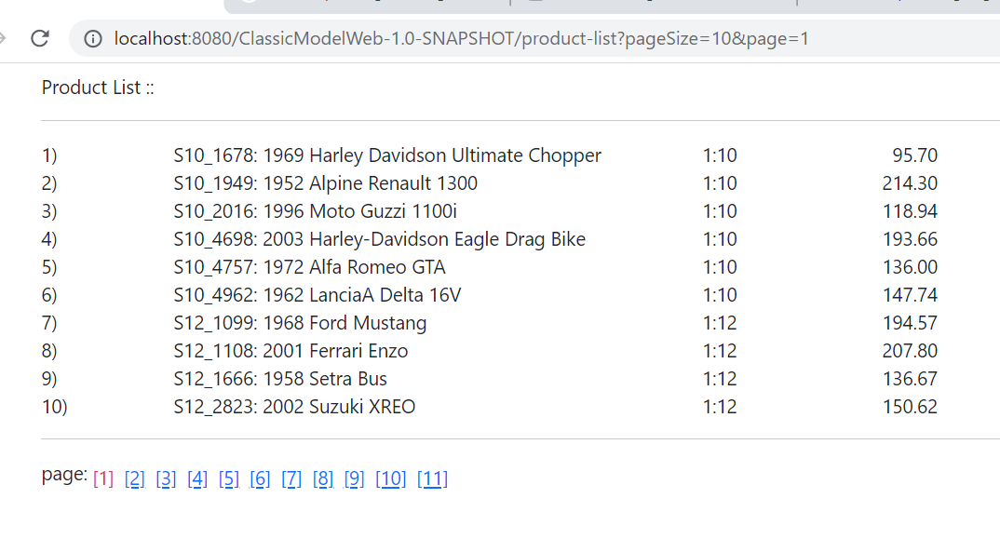 localhost:8080/ClassicModelWeb-1.0-SNAPSHOT/product-list?pageSize=10&page=1
Product List ::
1) S10_1678: 1969 Harley Davidson Ultimate Chopper 1:10 95.70
2) S10_1949: 1952 Alpine Renault 1300 1:10 214.30
3) S10_2016: 1996 Moto Guzzi 1100i 1:10 118.94
4) S10_4698: 2003 Harley-Davidson Eagle Drag Bike 1:10 193.66
5) S10_4757: 1972 Alfa Romeo GTA 1:10 136.00
6) S10_4962: 1962 LanciaA Delta 16V 1:10 147.74
7) S12_1099: 1968 Ford Mustang 1:12 194.57
8) S12_1108: 2001 Ferrari Enzo 1:12 207.80
9) S12_1666: 1958 Setra Bus 1:12 136.67
10) S12_2823: 2002 Suzuki XREO 1:12 150.62
page: [1] [2] [3] [4] [5] [6] [7] [8] [9] [10] [11]